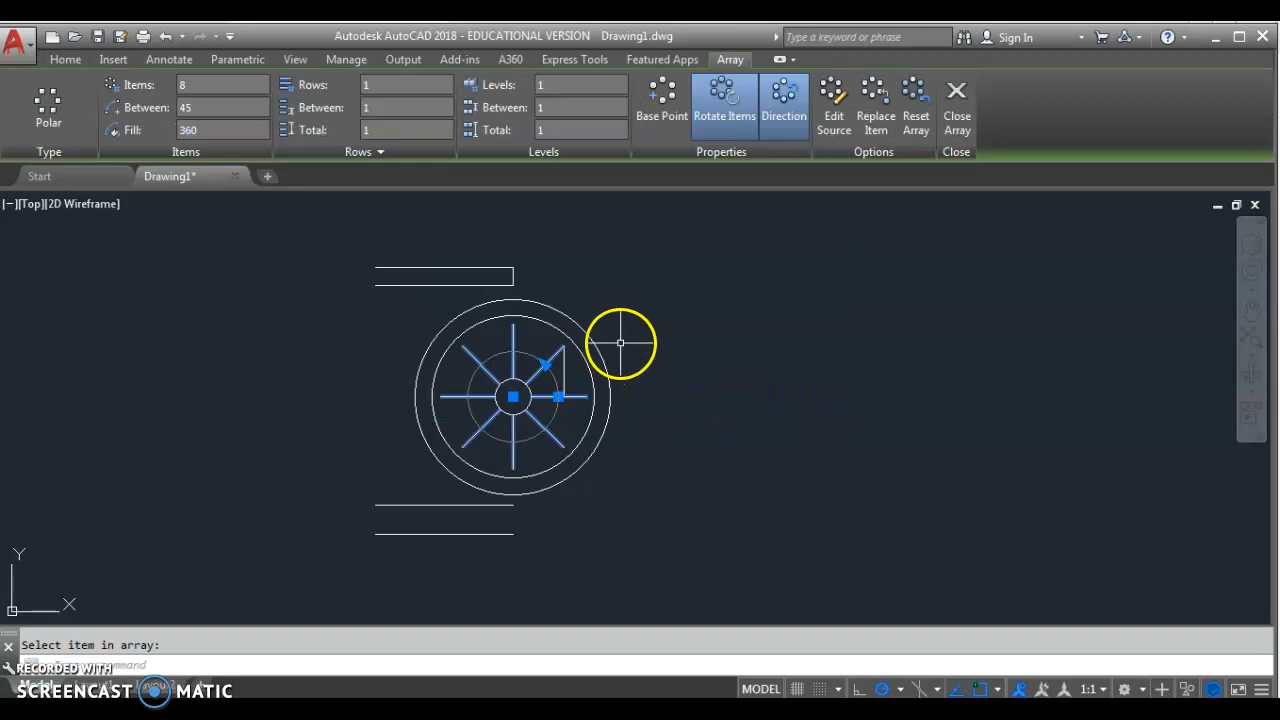 Autodesk AutoCAD 2018 - EDUCATIONAL VERSION Drawing1.dwg
Type a keyword or phrase
Sign In
Home Insert Annotate Parametric View Manage Output Add-ins A360 Express Tools Featured Apps Array
Polar
Type
Items: 8
Between: 45
Fill: 360
Items
Rows: 1
Between: 1
Total: 1
Rows
Levels: 1
Between: 1
Total: 1
Levels
Base Point
Rotate Items
Direction
Properties
Edit
Source
Replace
Item
Reset
Array
Options
Close
Array
Close
Start
Drawing1*
[−][Top][2D Wireframe]
Y
X
Select item in array:
command
RECORDED WITH
SCREENCAST MATIC
MODEL
1:1